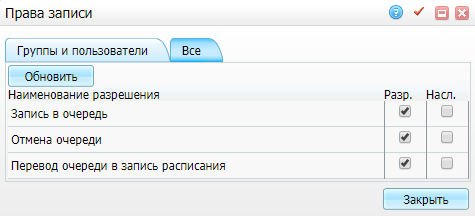 Права записи
Группы и пользователи Все
Обновить
Наименование разрешения Разр. Насл.
Запись в очередь
Отмена очереди
Перевод очереди в запись расписания
Закрыть